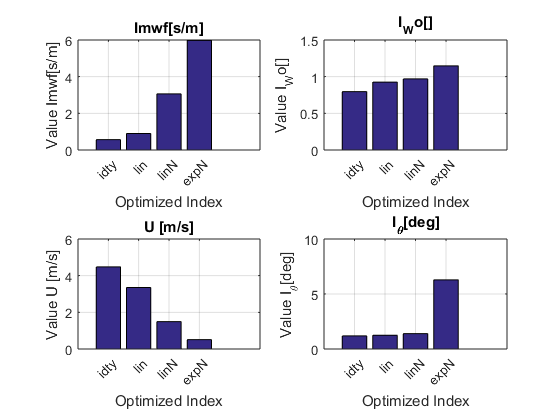 Imwf[s/m]
Value Imwf[s/m]
6
4
2
0
idty lin linN expN
Optimized Index
I_Wo[]
Value I_Wo[]
1.5
1
0.5
0
idty lin linN expN
Optimized Index
U [m/s]
Value U [m/s]
6
4
2
0
idty lin linN expN
Optimized Index
I_θ[deg]
Value I_θ[deg]
10
5
0
idty lin linN expN
Optimized Index